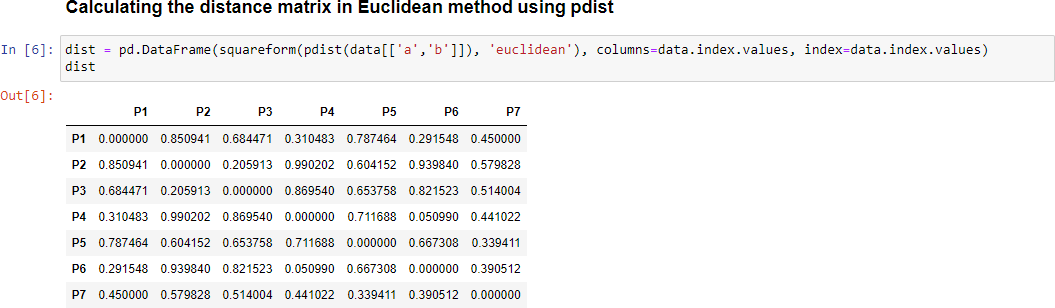 Calculating the distance matrix in Euclidean method using pdist
In [6]: dist = pd.DataFrame(squareform(pdist(data[['a','b']]), 'euclidean'), columns=data.index.values, index=data.index.values)
dist
Out[6]:
P1 P2 P3 P4 P5 P6 P7
P1 0.000000 0.850941 0.684471 0.310483 0.787464 0.291548 0.450000
P2 0.850941 0.000000 0.205913 0.990202 0.604152 0.939840 0.579828
P3 0.684471 0.205913 0.000000 0.869540 0.653758 0.821523 0.514004
P4 0.310483 0.990202 0.869540 0.000000 0.711688 0.050990 0.441022
P5 0.787464 0.604152 0.653758 0.711688 0.000000 0.667308 0.339411
P6 0.291548 0.939840 0.821523 0.050990 0.667308 0.000000 0.390512
P7 0.450000 0.579828 0.514004 0.441022 0.339411 0.390512 0.000000